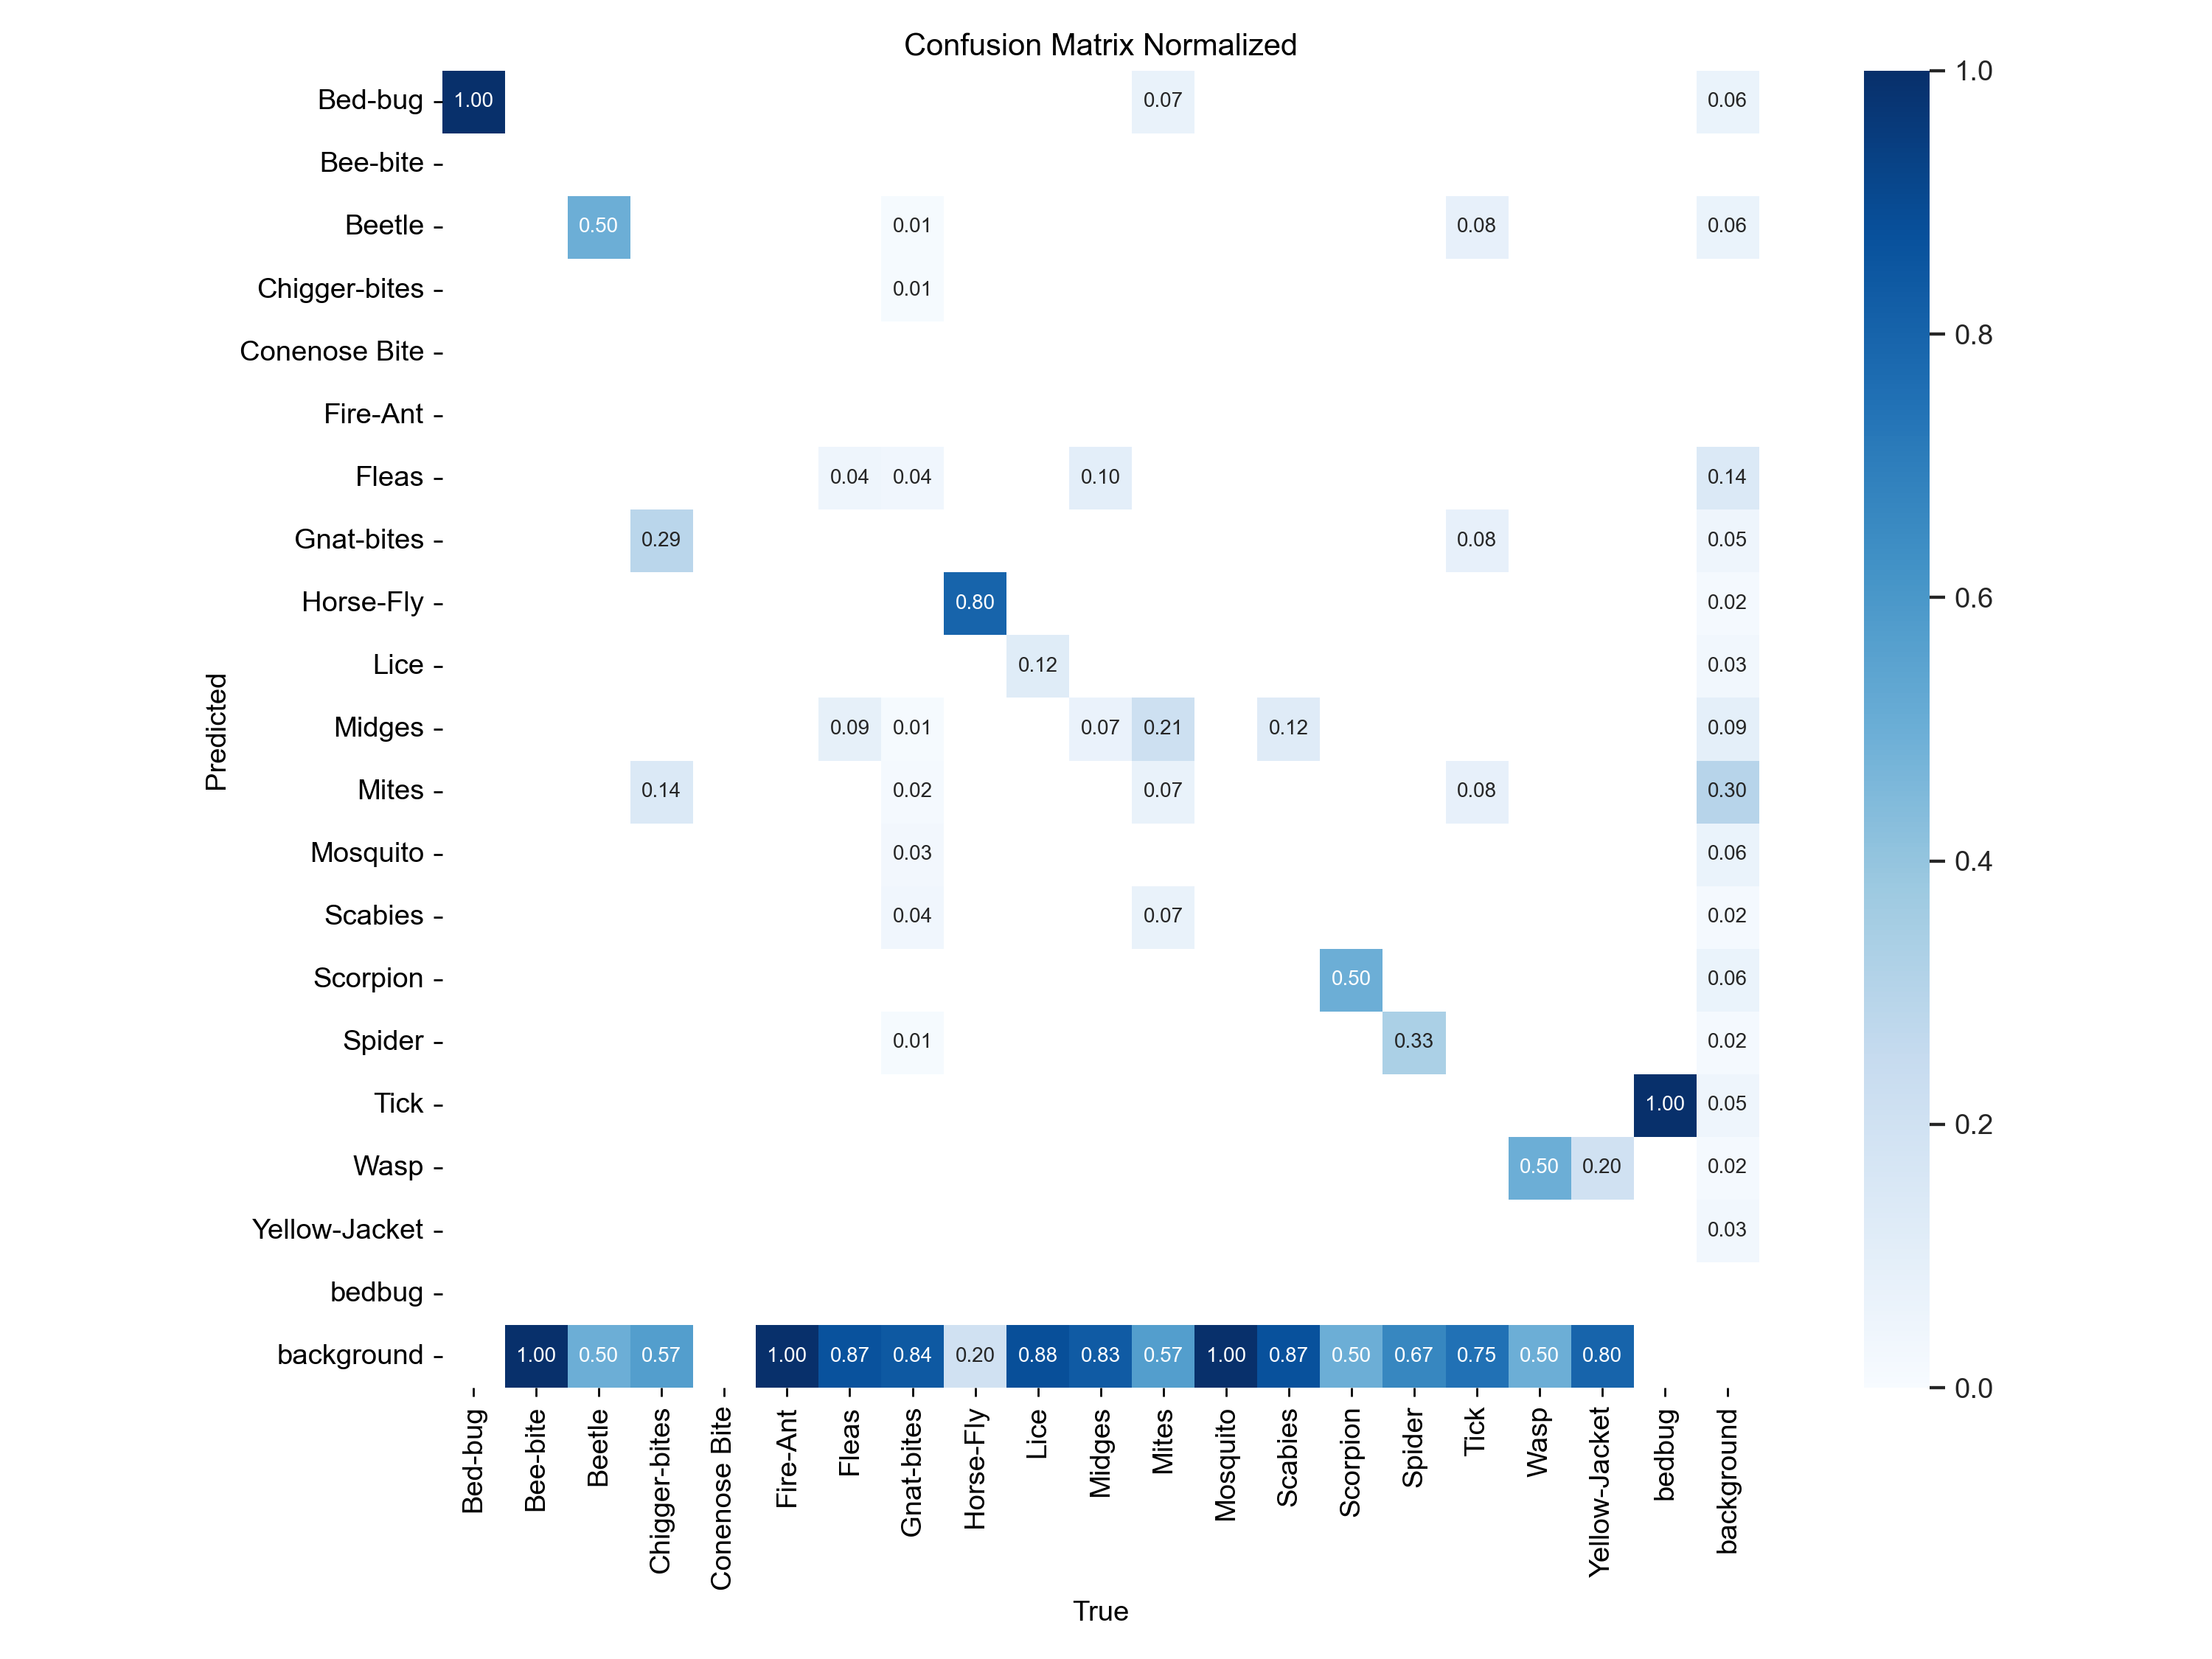 Confusion Matrix Normalized
Bed-bug 1.00 0.07 0.06 1.0
Bee-bite
Beetle 0.50 0.01 0.08 0.06
Chigger-bites 0.01
0.8
Conenose Bite
Fire-Ant
Fleas 0.04 0.04 0.10 0.14
Gnat-bites 0.29 0.08 0.05
Horse-Fly 0.80 0.02 0.6
Lice 0.12 0.03
Predicted
Midges 0.09 0.01 0.07 0.21 0.12 0.09
Mites 0.14 0.02 0.07 0.08 0.30
Mosquito 0.03 0.06 0.4
Scabies 0.04 0.07 0.02
Scorpion 0.50 0.06
Spider 0.01 0.33 0.02
Tick 1.00 0.05
0.2
Wasp 0.50 0.20 0.02
Yellow-Jacket 0.03
bedbug
background 1.00 0.50 0.57 1.00 0.87 0.84 0.20 0.88 0.83 0.57 1.00 0.87 0.50 0.67 0.75 0.50 0.80
0.0
Bed-bug
Bee-bite
Beetle
Chigger-bites
Conenose Bite
Fire-Ant
Fleas
Gnat-bites
Horse-Fly
Lice
Midges
Mites
Mosquito
Scabies
Scorpion
Spider
Tick
Wasp
Yellow-Jacket
bedbug
background
True